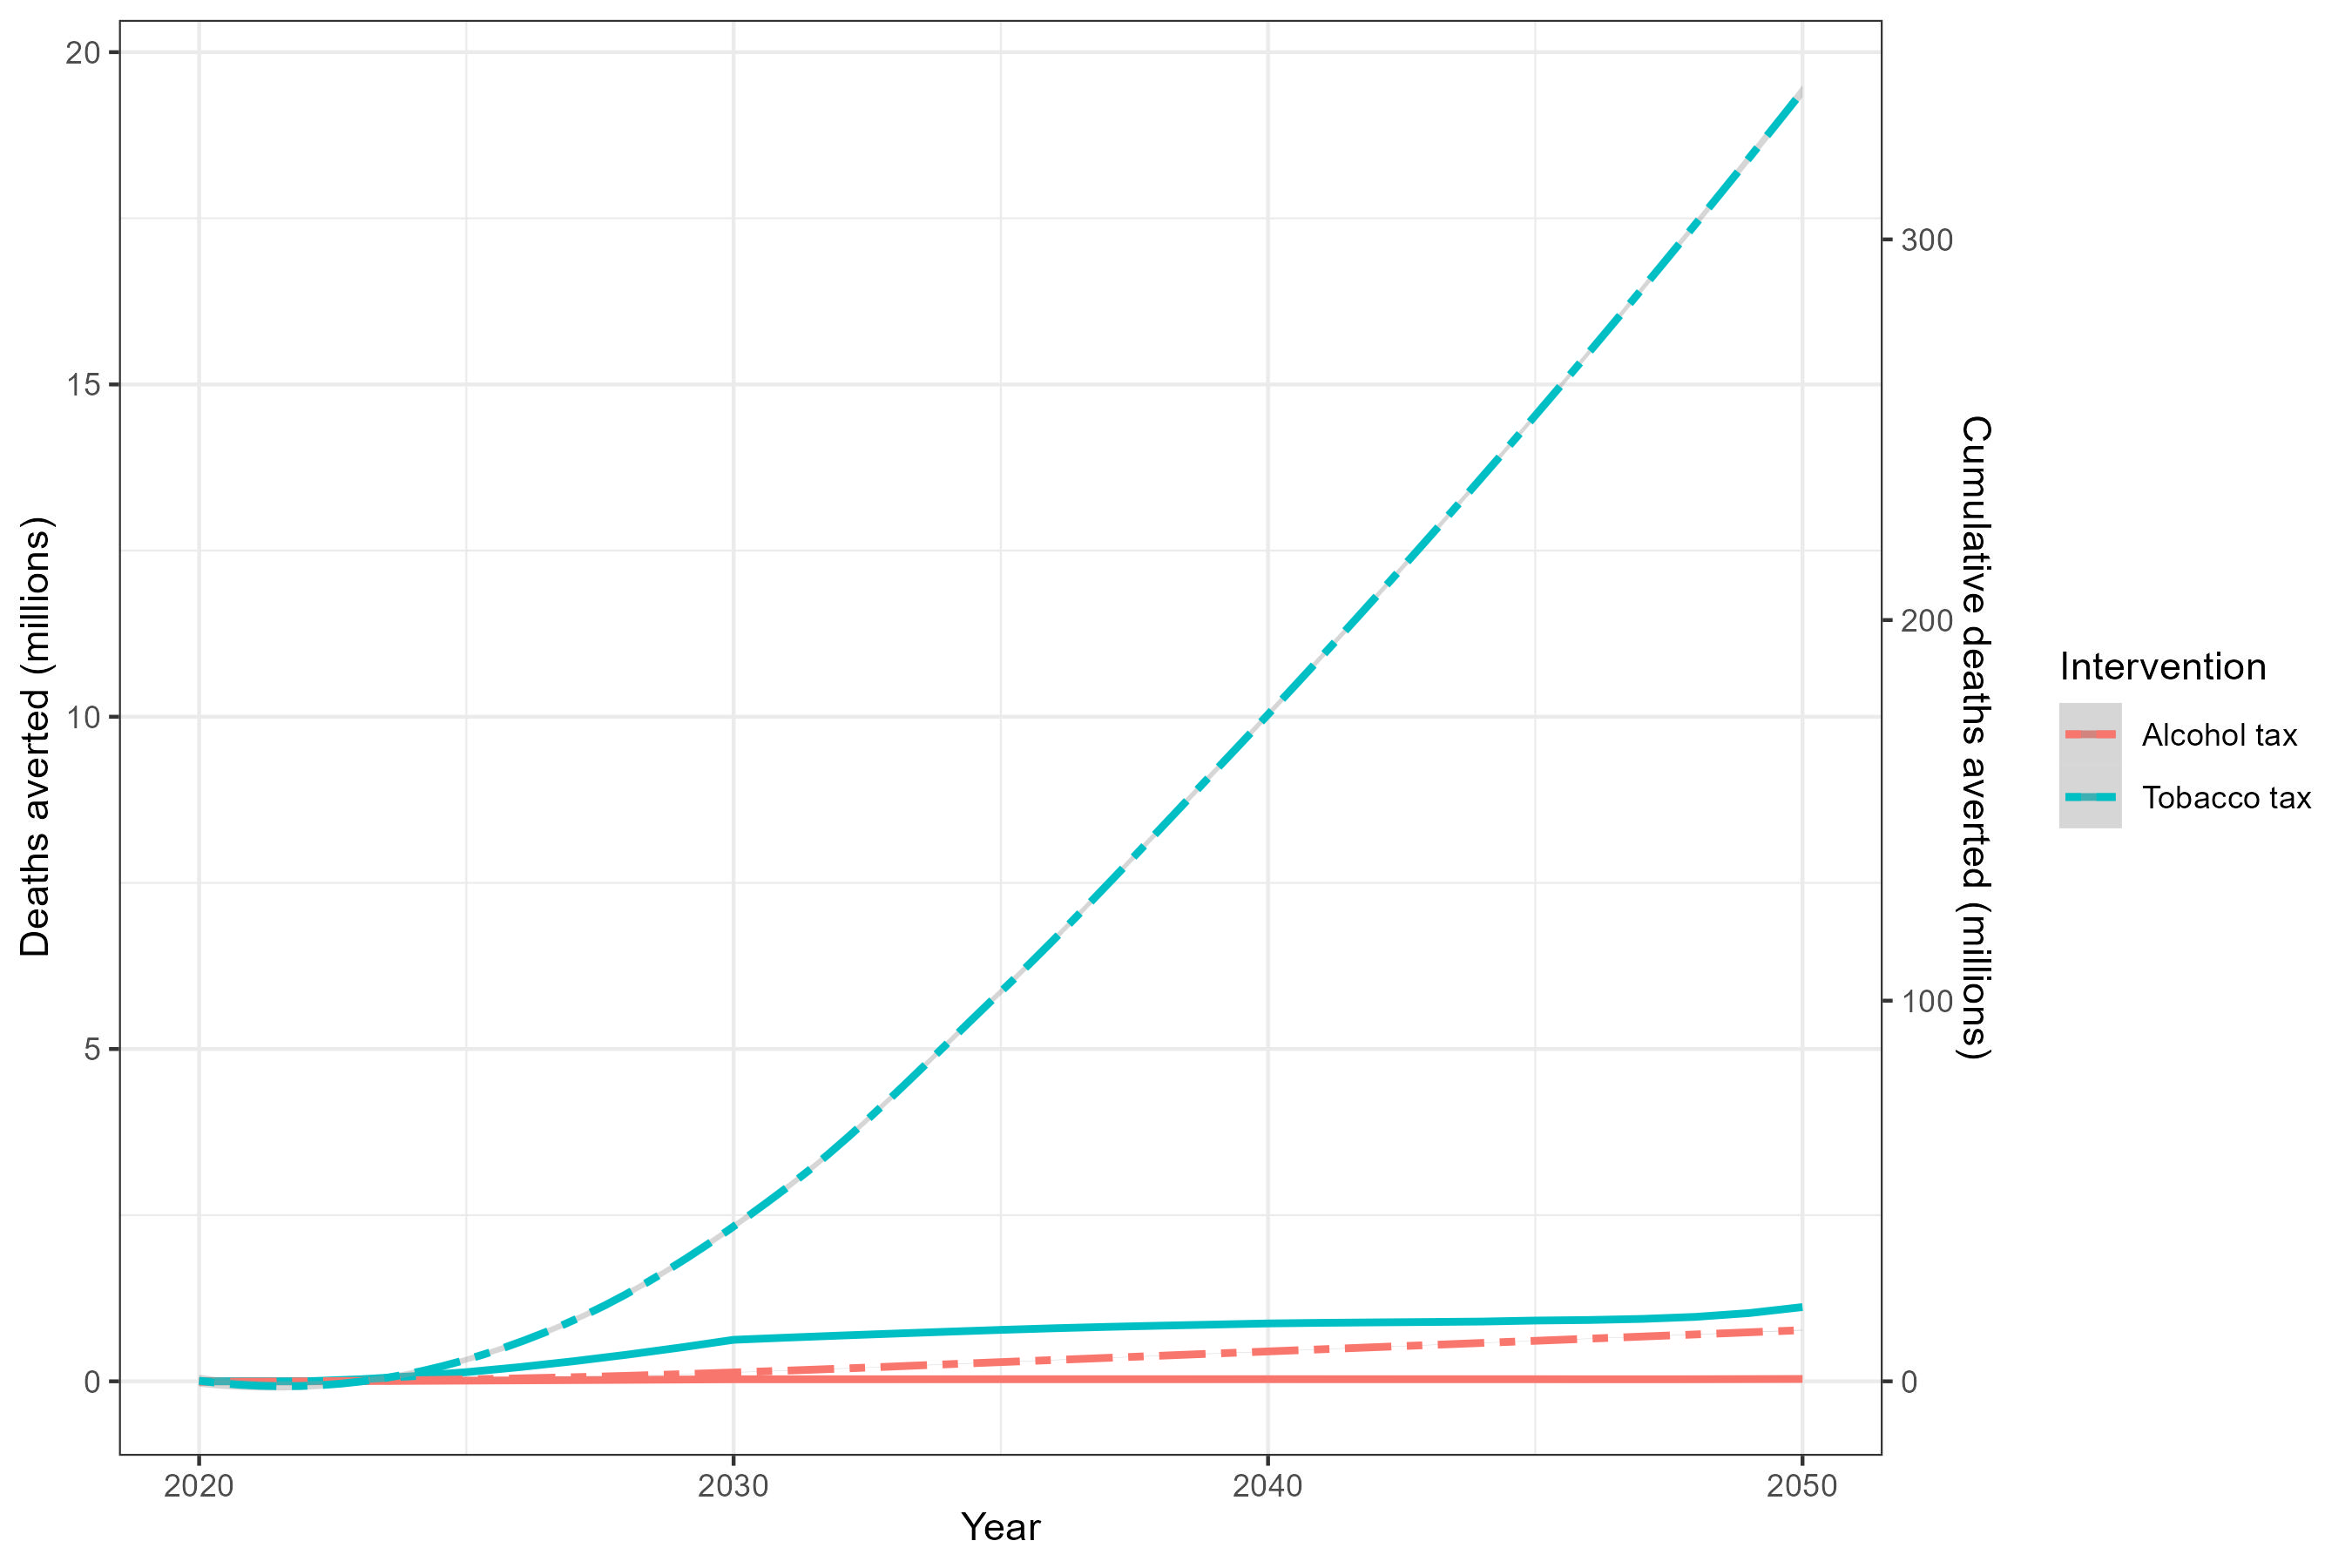 Deaths averted (millions)
20
15
10
5
0
300
200
100
0
Cumulative deaths averted (millions)
2020
2030
2040
2050
Year
Intervention
Alcohol tax
Tobacco tax